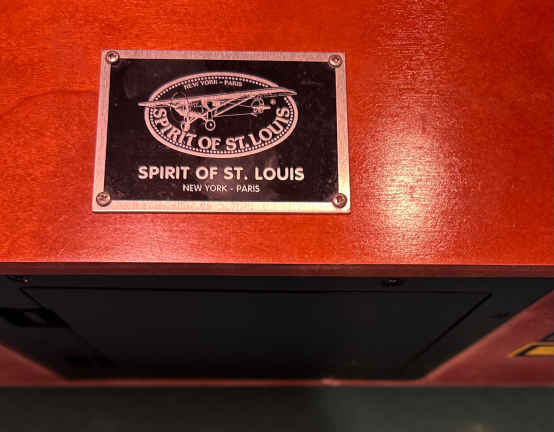 NEW YORK - PARIS
SPIRIT OF ST. LOUIS
SPIRIT OF ST. LOUIS
NEW YORK - PARIS